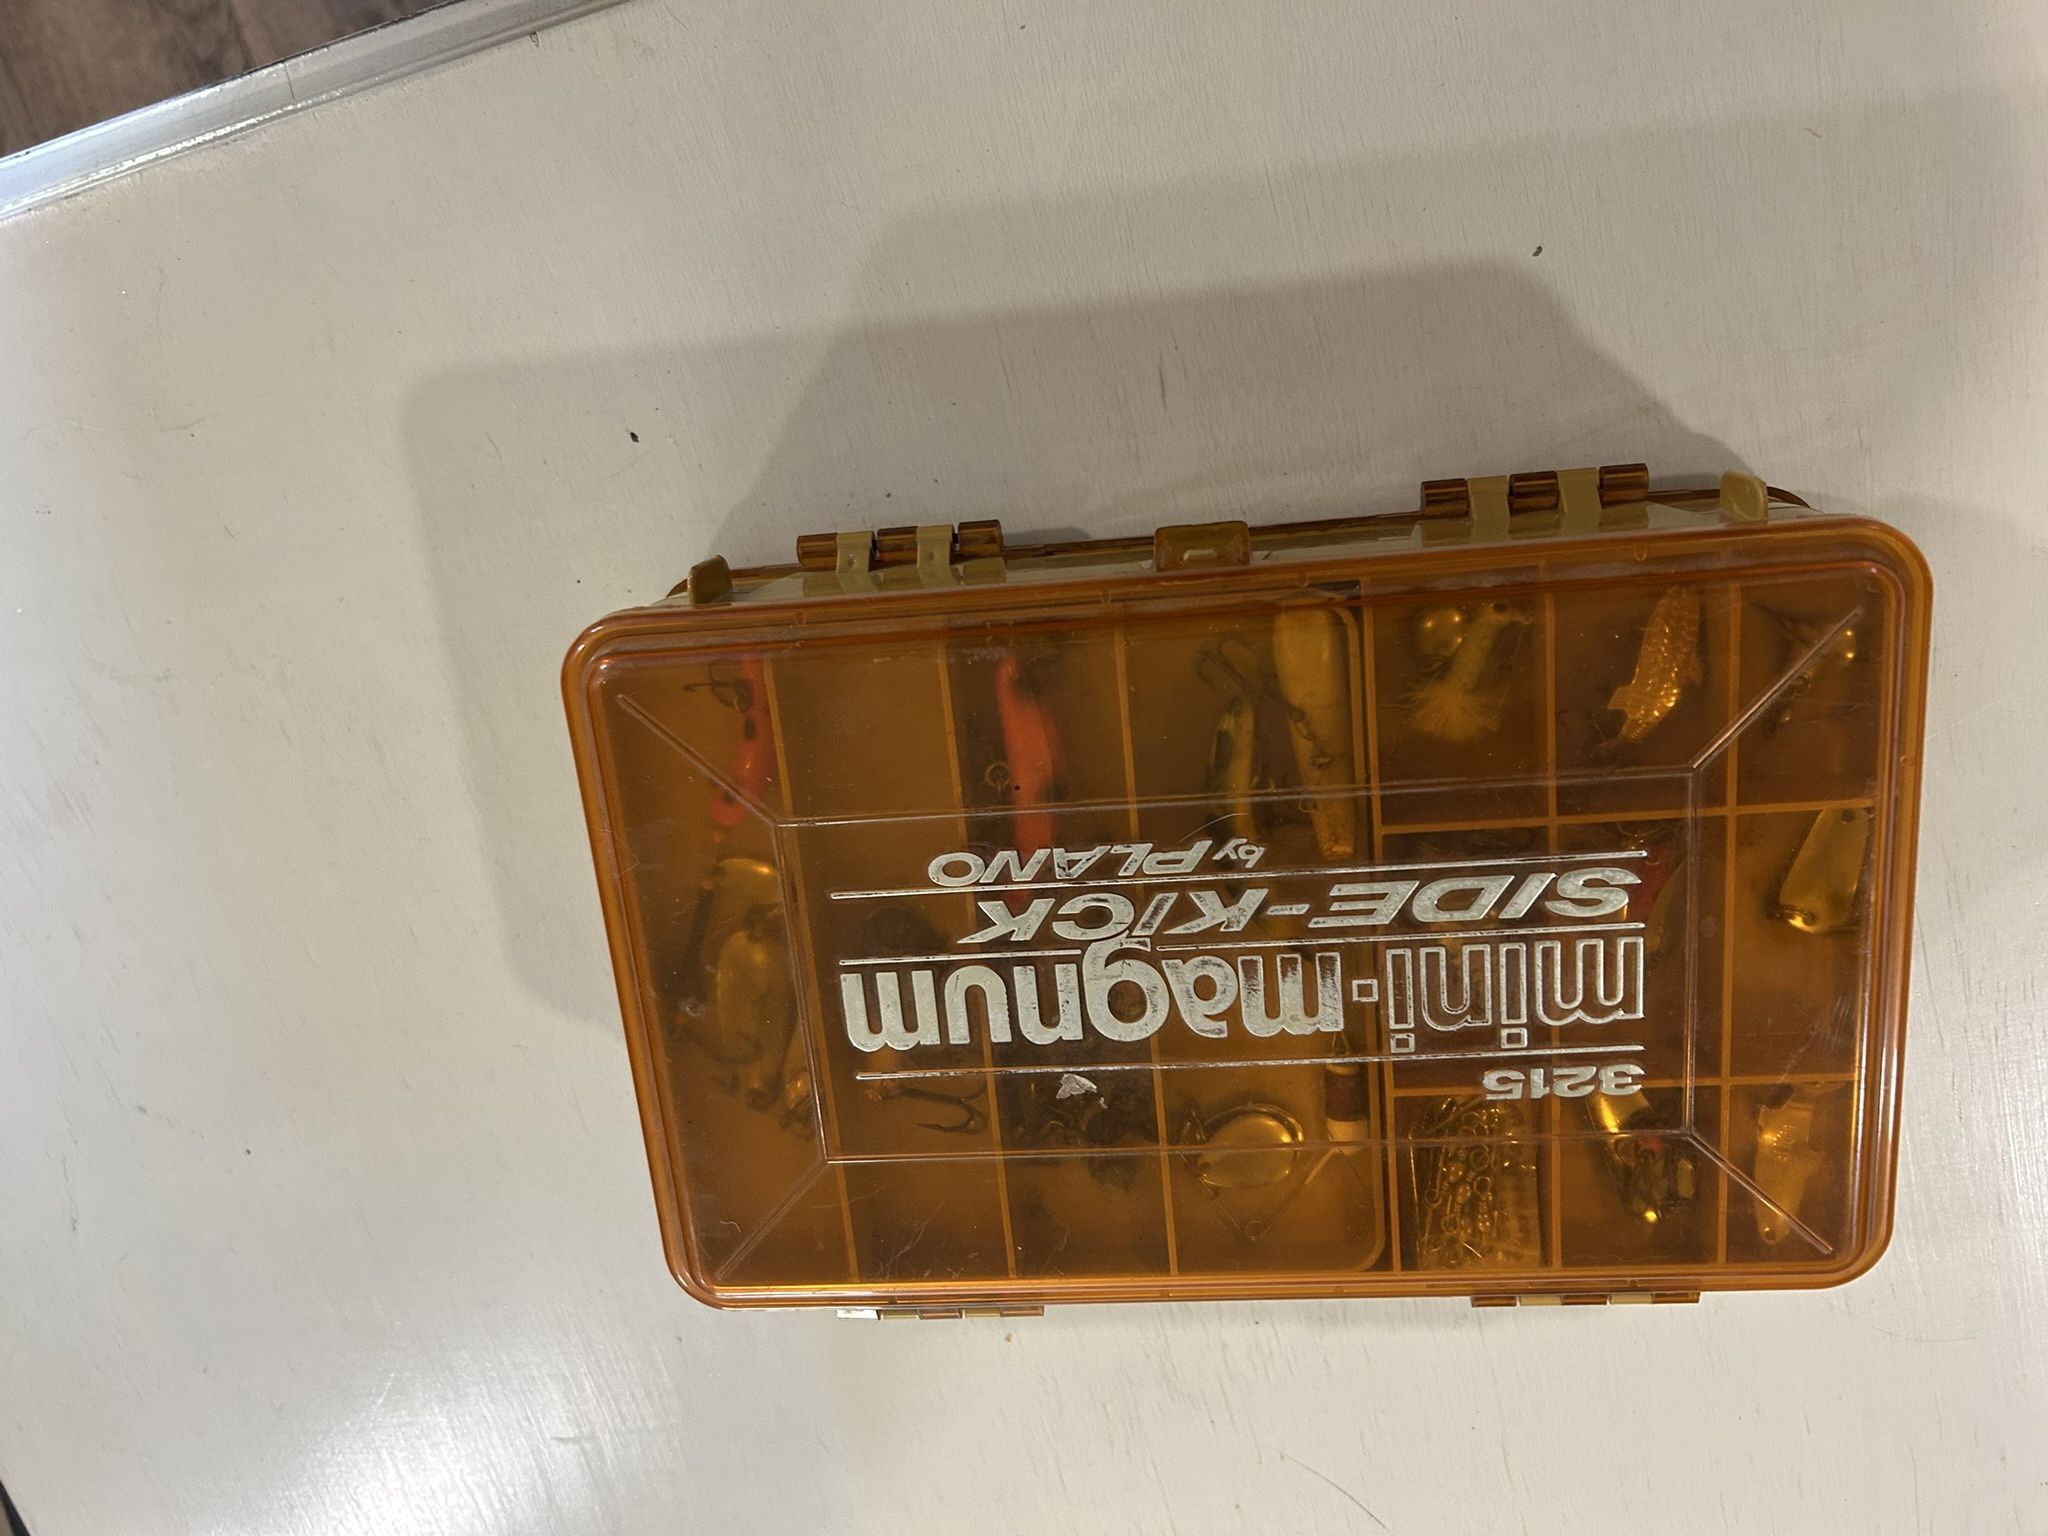 3215
mini-magnum
SIDE-KICK
by PLANO